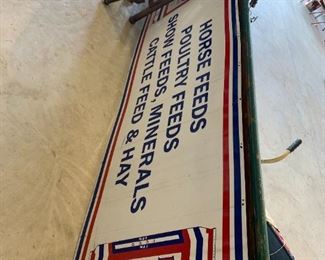 HORSE FEEDS
POULTRY FEEDS
SHOW FEEDS, MINERALS
CATTLE FEED & HAY